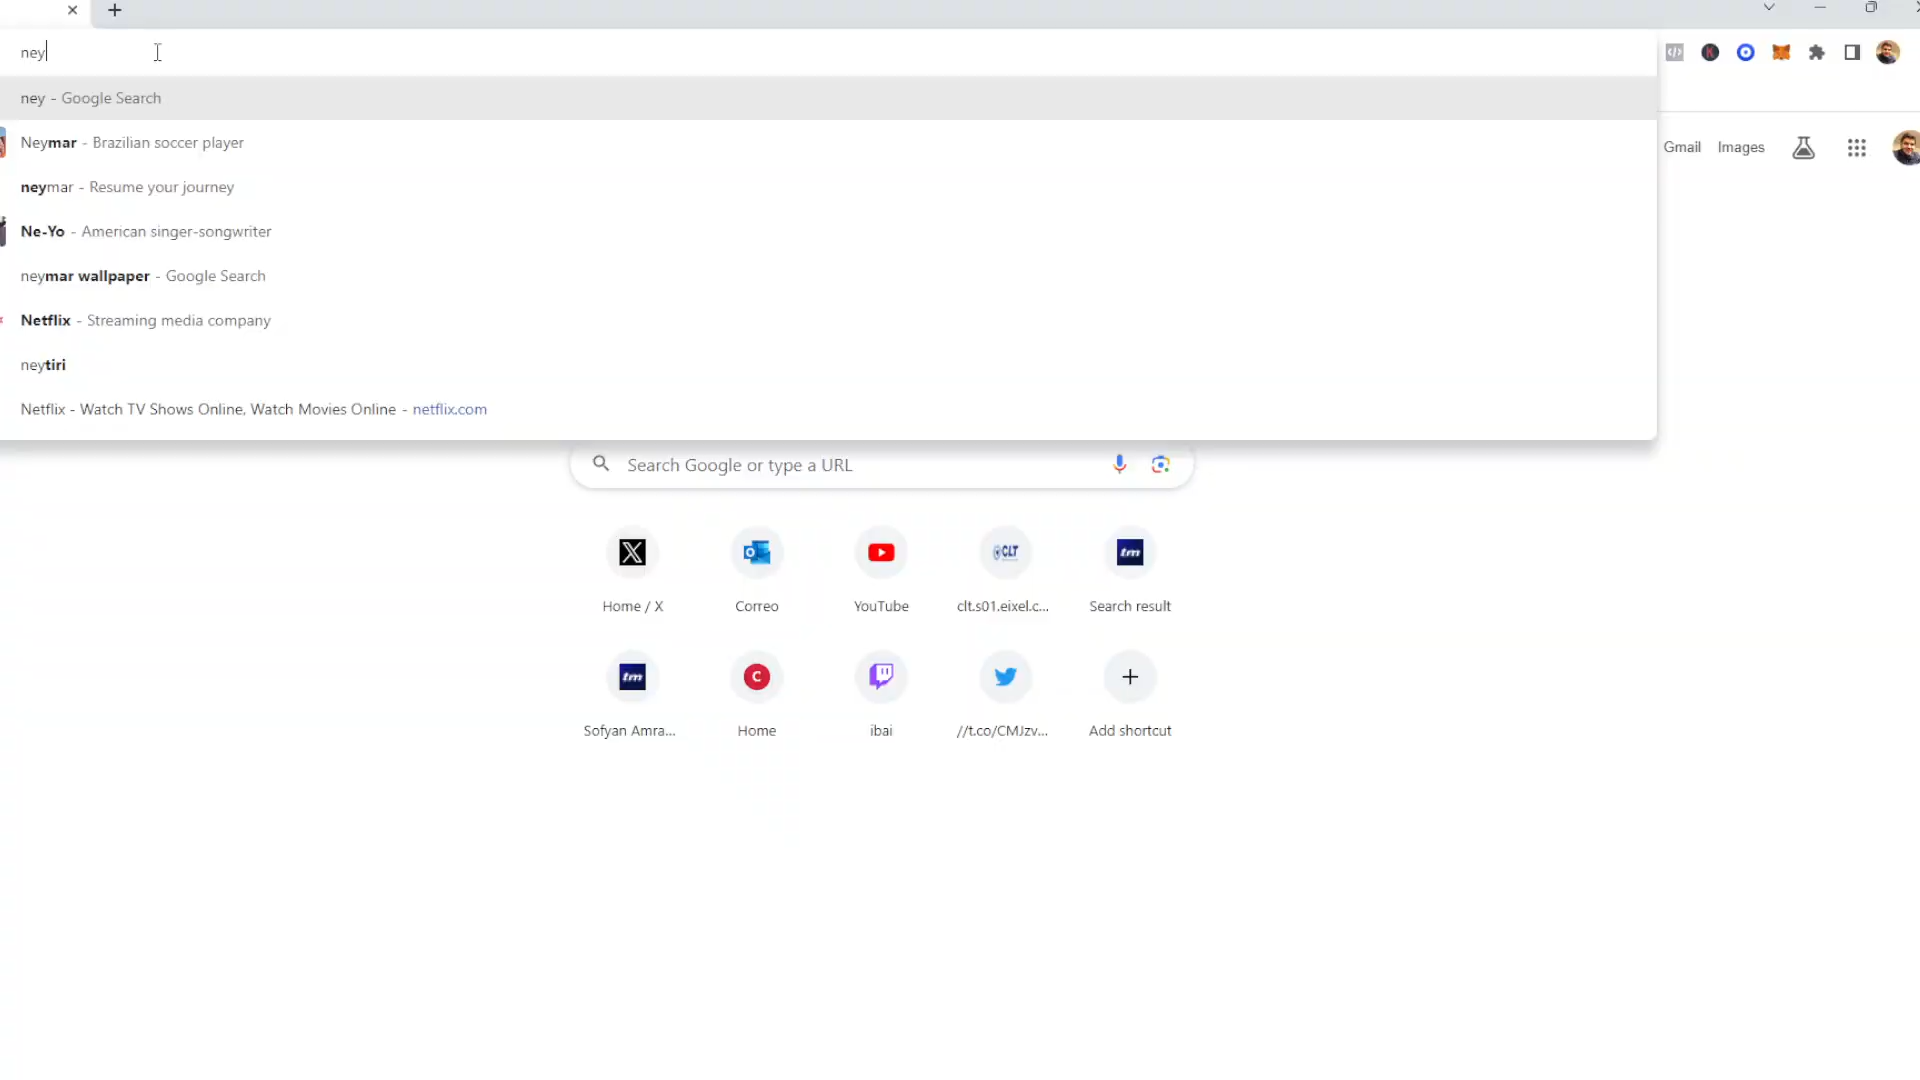 ney
ney - Google Search
Neymar - Brazilian soccer player
neymar - Resume your journey
Ne-Yo - American singer-songwriter
neymar wallpaper - Google Search
Netflix - Streaming media company
neytiri
Netflix - Watch TV Shows Online, Watch Movies Online - netflix.com
Gmail Images
Search Google or type a URL
CLT
tm
Home / X
Correo
YouTube
clt.s01.eixel.c...
Search result
tm
C
Sofyan Amra...
Home
ibai
//t.co/CMJzv...
Add shortcut